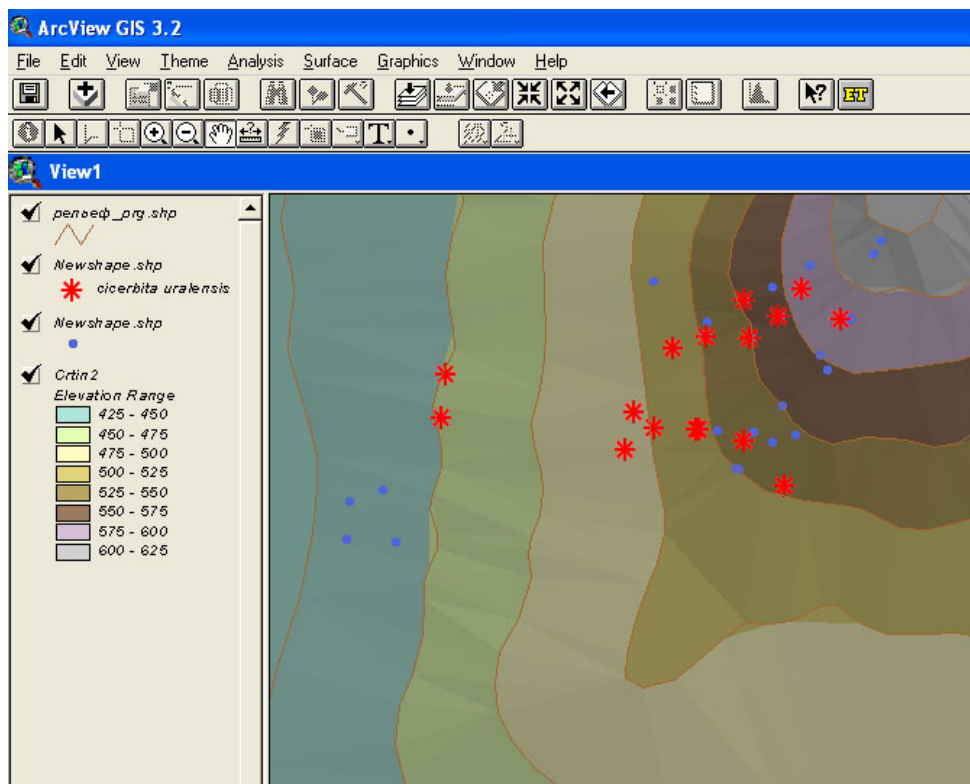 ArcView GIS 3.2
File Edit View Theme Analysis Surface Graphics Window Help
ET
T
View1
рельеф_prg.shp
Newshape.shp
cicerbita uralensis
Newshape.shp
Crtin2
Elevation Range
425 - 450
450 - 475
475 - 500
500 - 525
525 - 550
550 - 575
575 - 600
600 - 625